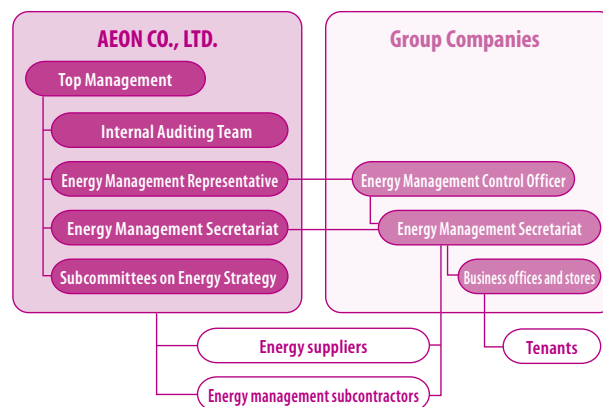 AEON CO., LTD.
Top Management
Internal Auditing Team
Energy Management Representative
Energy Management Secretariat
Subcommittees on Energy Strategy
Group Companies
Energy Management Control Officer
Energy Management Secretariat
Business offices and stores
Energy suppliers
Tenants
Energy management subcontractors